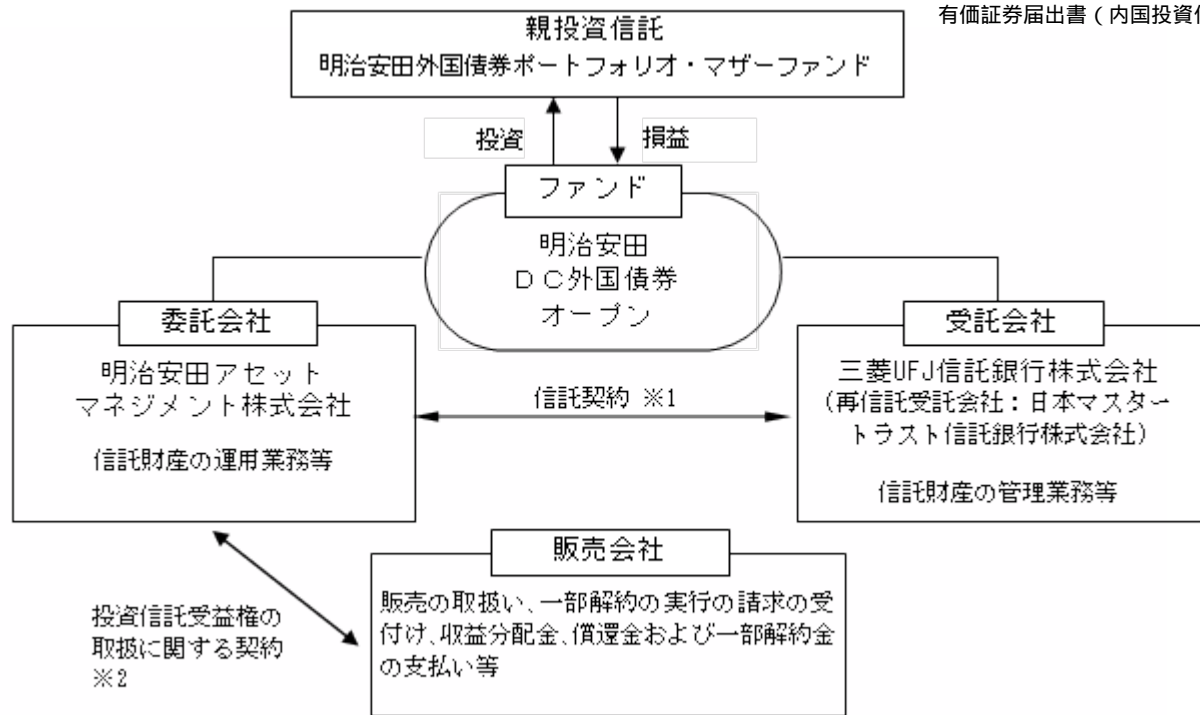 有価証券届出書（内国投資信
親投資信託
明治安田外国債券ポートフォリオ・マザーファンド
投資
損益
ファンド
明治安田
ＤＣ外国債券
オープン
委託会社
明治安田アセット
マネジメント株式会社
信託財産の運用業務等
信託契約 ※1
受託会社
三菱UFJ信託銀行株式会社
(再信託受託会社：日本マスター
トラスト信託銀行株式会社)
信託財産の管理業務等
投資信託受益権の
取扱に関する契約
※2
販売会社
販売の取扱い、一部解約の実行の請求の受
付け、収益分配金、償還金および一部解約金
の支払い等